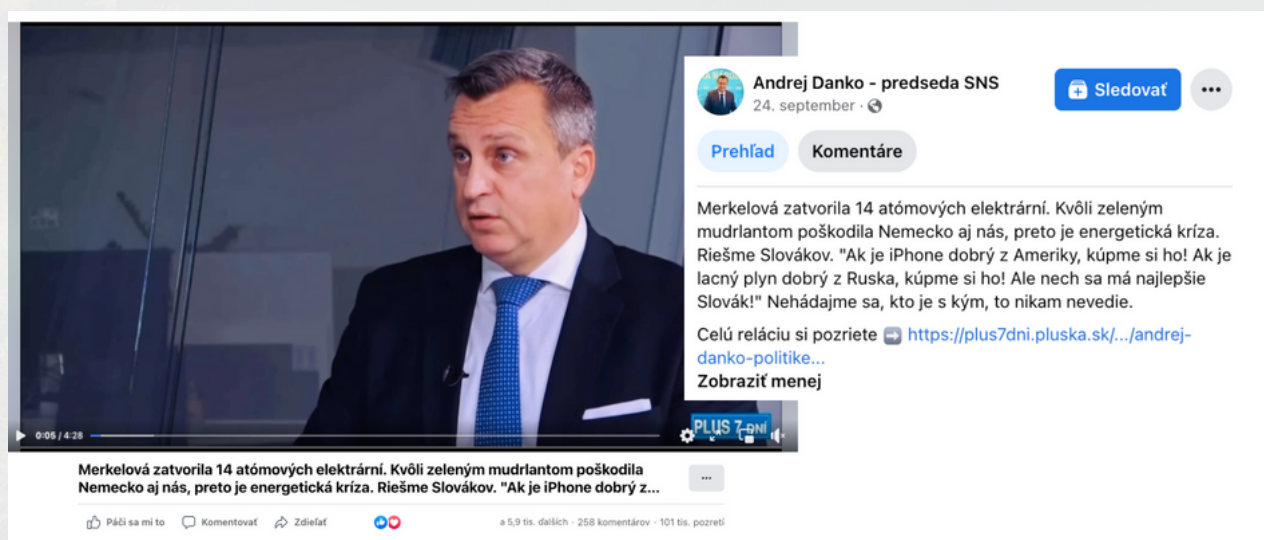 Andrej Danko - predseda SNS
24. september ·
Sledovať
Prehľad
Komentáre
Merkelová zatvorila 14 atómových elektrární. Kvôli zeleným
mudrlantom poškodila Nemecko aj nás, preto je energetická kríza.
Riešme Slovákov. "Ak je iPhone dobrý z Ameriky, kúpme si ho! Ak je
lacný plyn dobrý z Ruska, kúpme si ho! Ale nech sa má najlepšie
Slovák!" Nehádajme sa, kto je s kým, to nikam nevedie.
Celú reláciu si pozriete ➡️ https://plus7dni.pluska.sk/.../andrej-
danko-politike...
Zobraziť menej
PLUS 7 DNÍ
0:05 / 4:28
Merkelová zatvorila 14 atómových elektrární. Kvôli zeleným mudrlantom poškodila
Nemecko aj nás, preto je energetická kríza. Riešme Slovákov. "Ak je iPhone dobrý z...
Páči sa mi to Komentovať Zdieľať a 5,9 tis. ďalších · 258 komentárov · 101 tis. pozretí